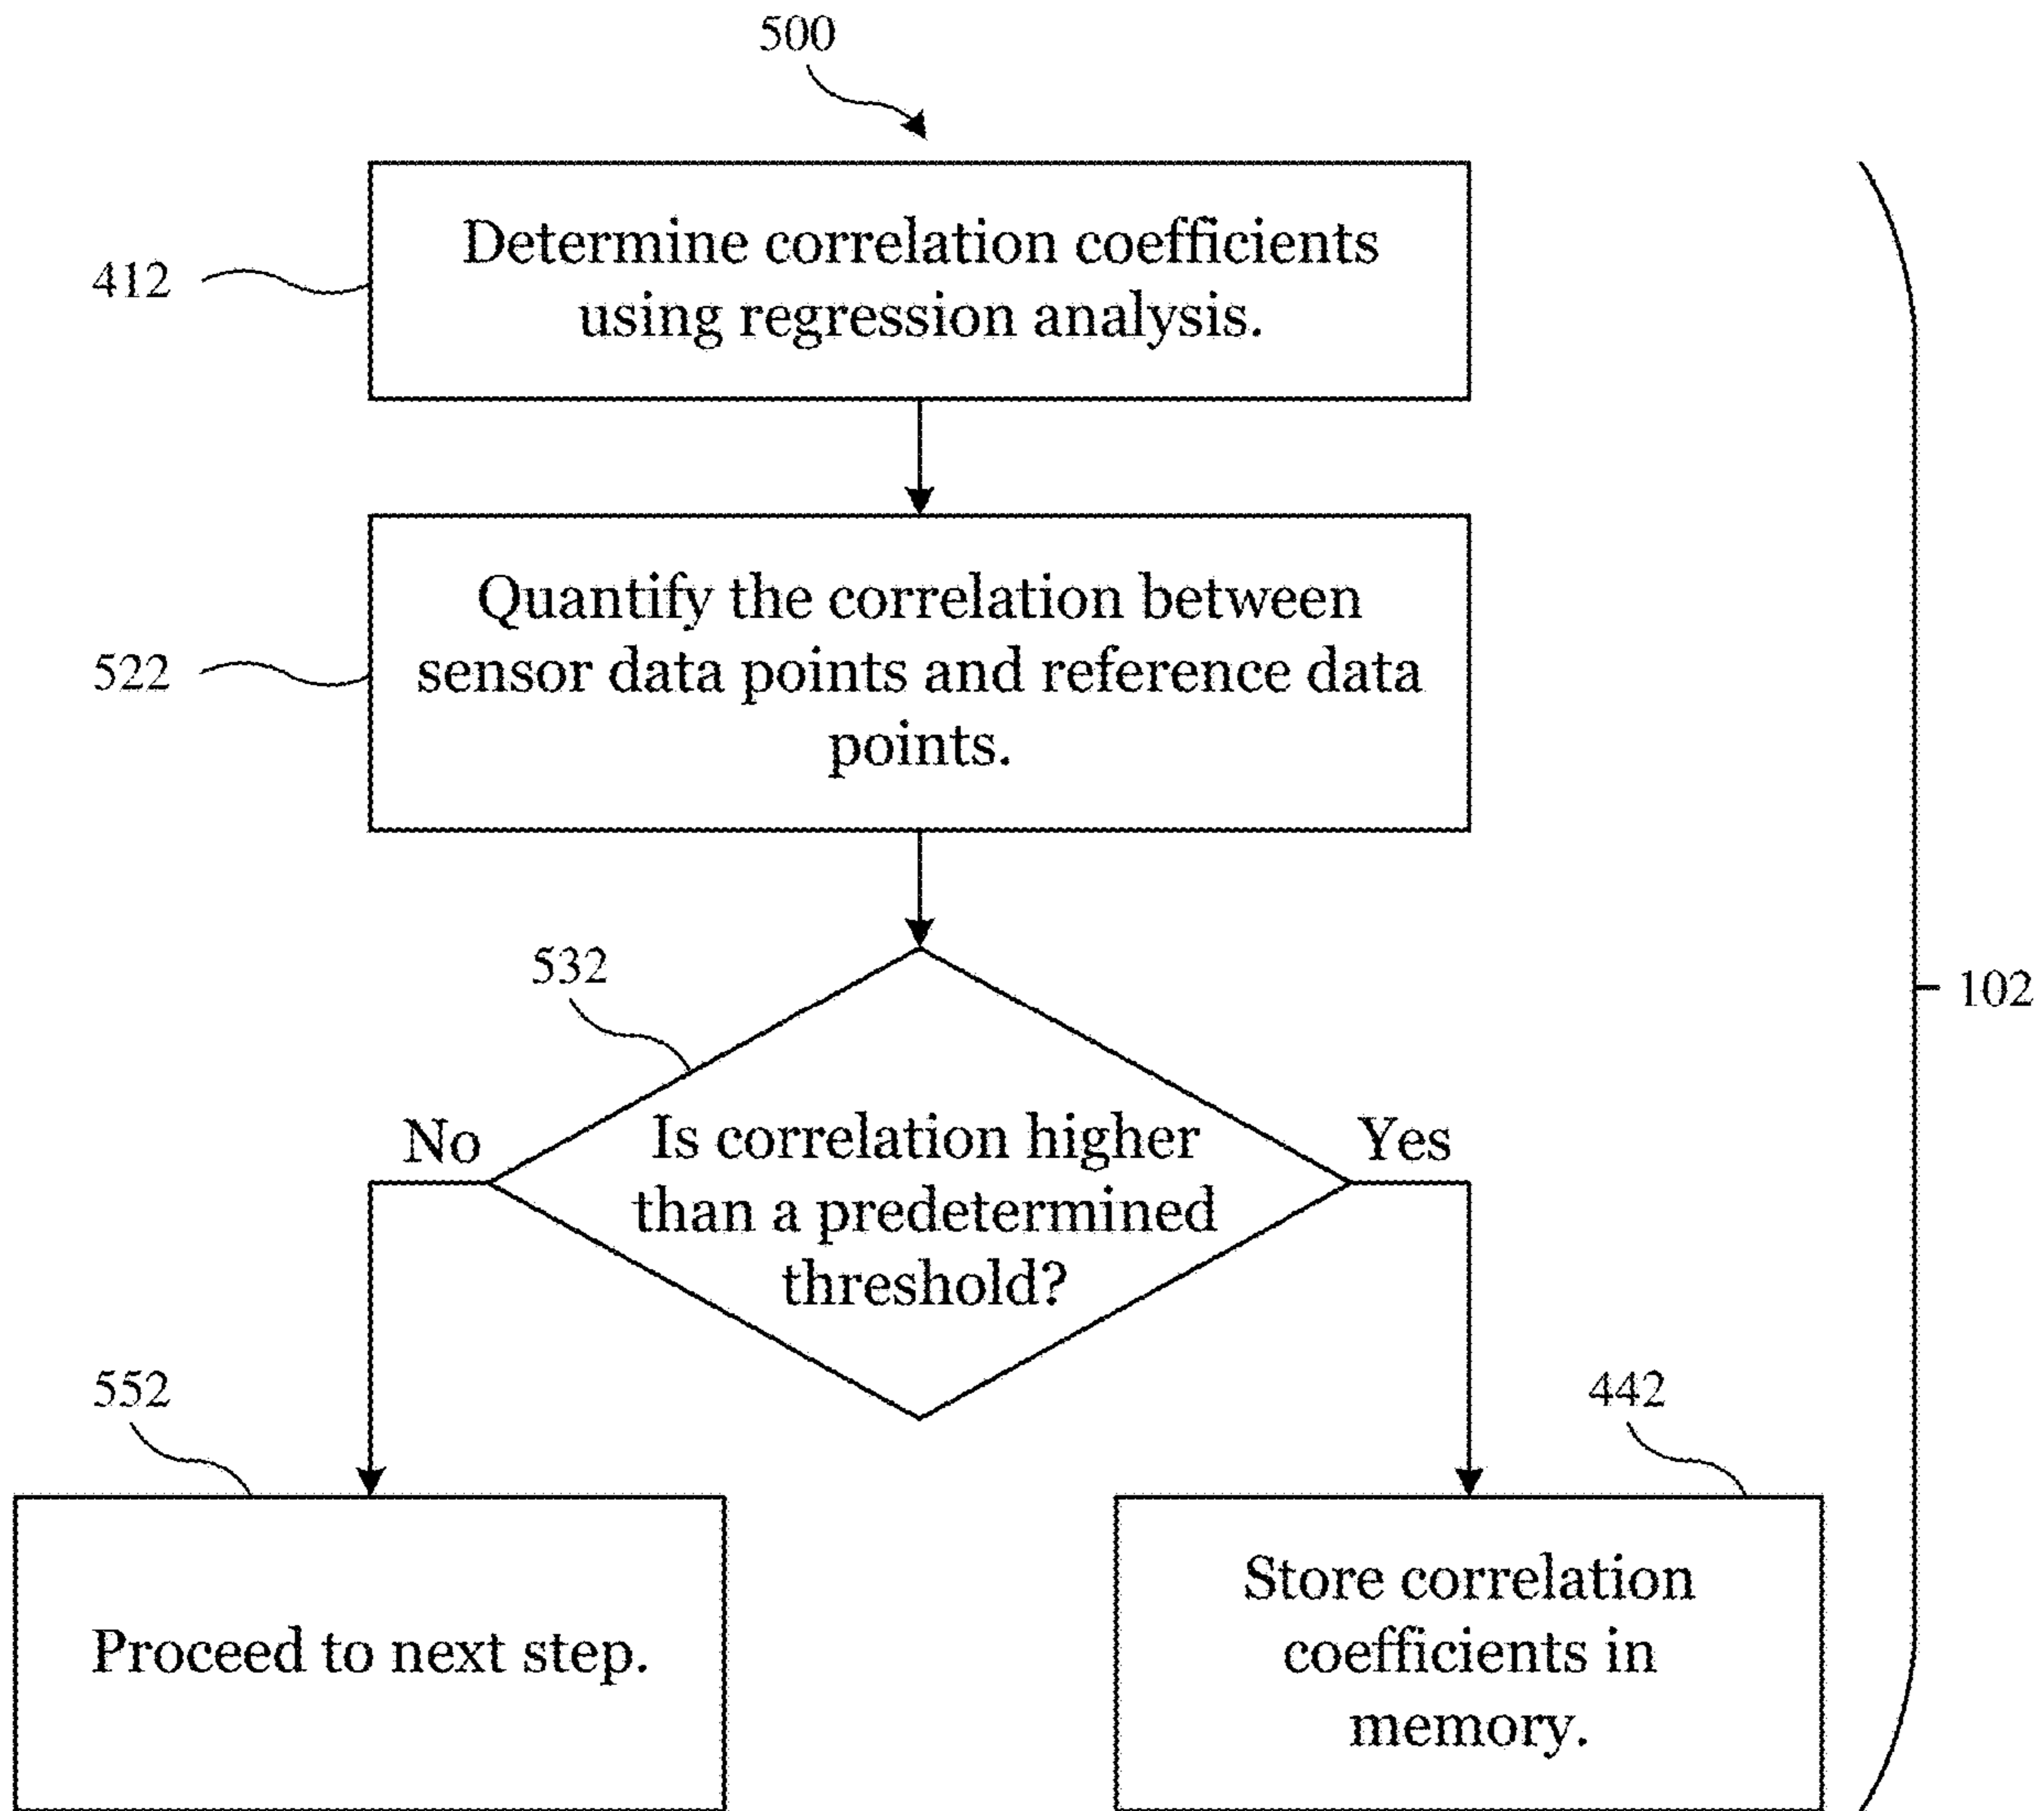 500
412
Determine correlation coefficients
using regression analysis.
522
Quantify the correlation between
sensor data points and reference data
points.
532
102
No
Yes
Is correlation higher
than a predetermined
threshold?
552
442
Proceed to next step.
Store correlation
coefficients in
memory.